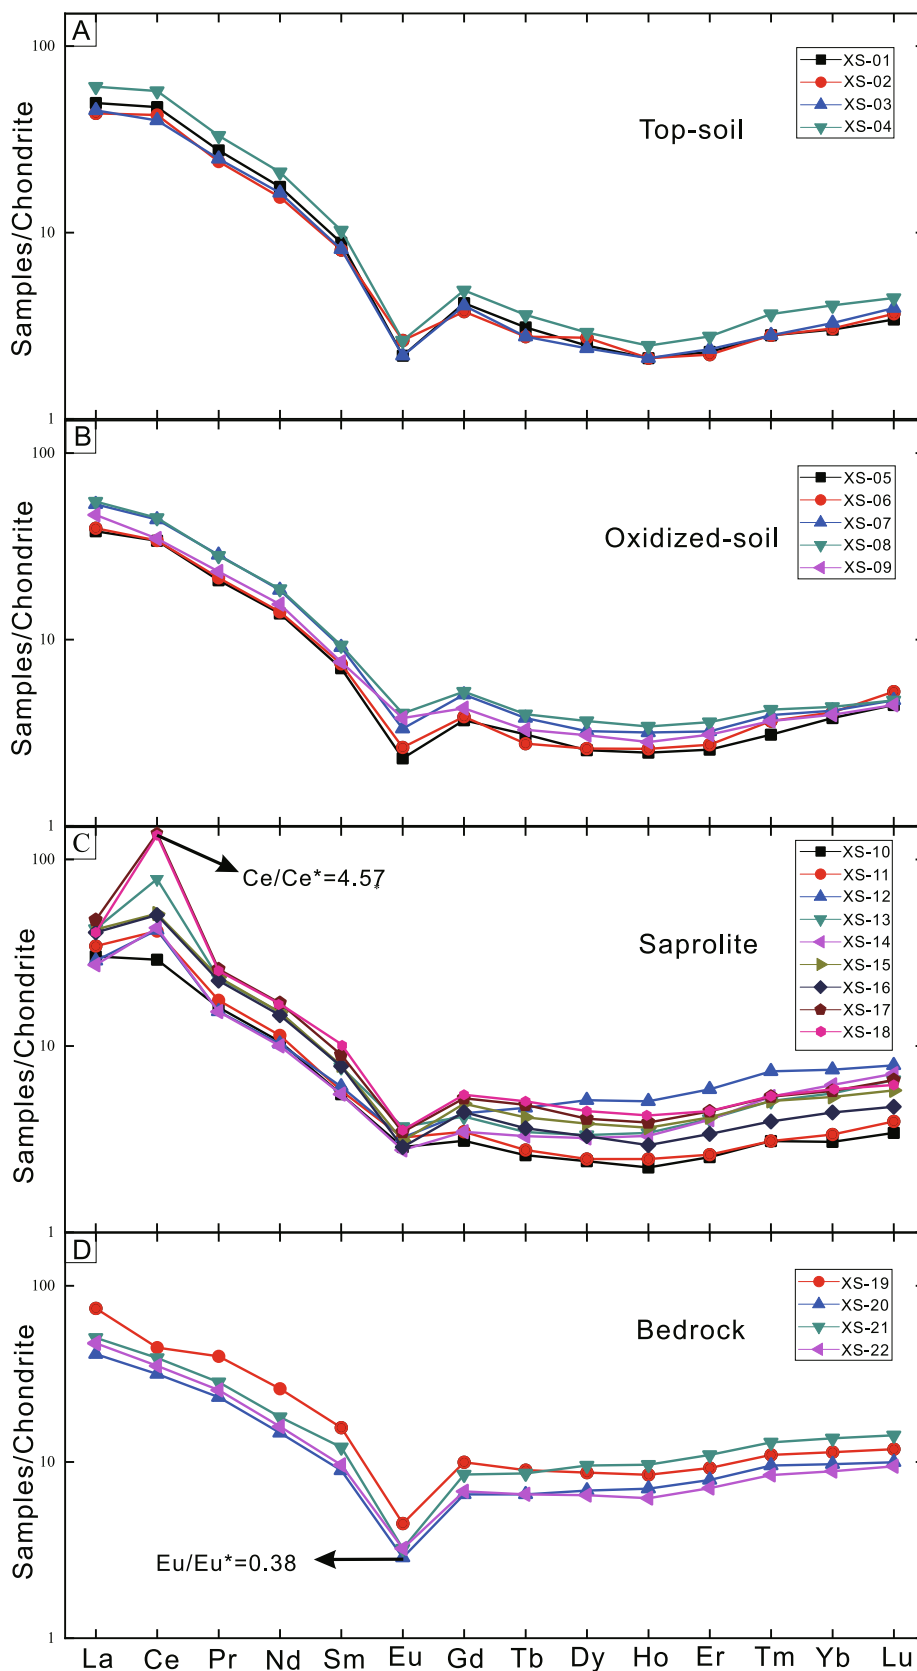 A
100
10
1
Samples/Chondrite
Top-soil
XS-01
XS-02
XS-03
XS-04
B
100
10
1
Samples/Chondrite
Oxidized-soil
XS-05
XS-06
XS-07
XS-08
XS-09
C
100
10
1
Samples/Chondrite
Ce/Ce*=4.57
Saprolite
XS-10
XS-11
XS-12
XS-13
XS-14
XS-15
XS-16
XS-17
XS-18
D
100
10
1
Samples/Chondrite
Bedrock
XS-19
XS-20
XS-21
XS-22
Eu/Eu*=0.38
La Ce Pr Nd Sm Eu Gd Tb Dy Ho Er Tm Yb Lu